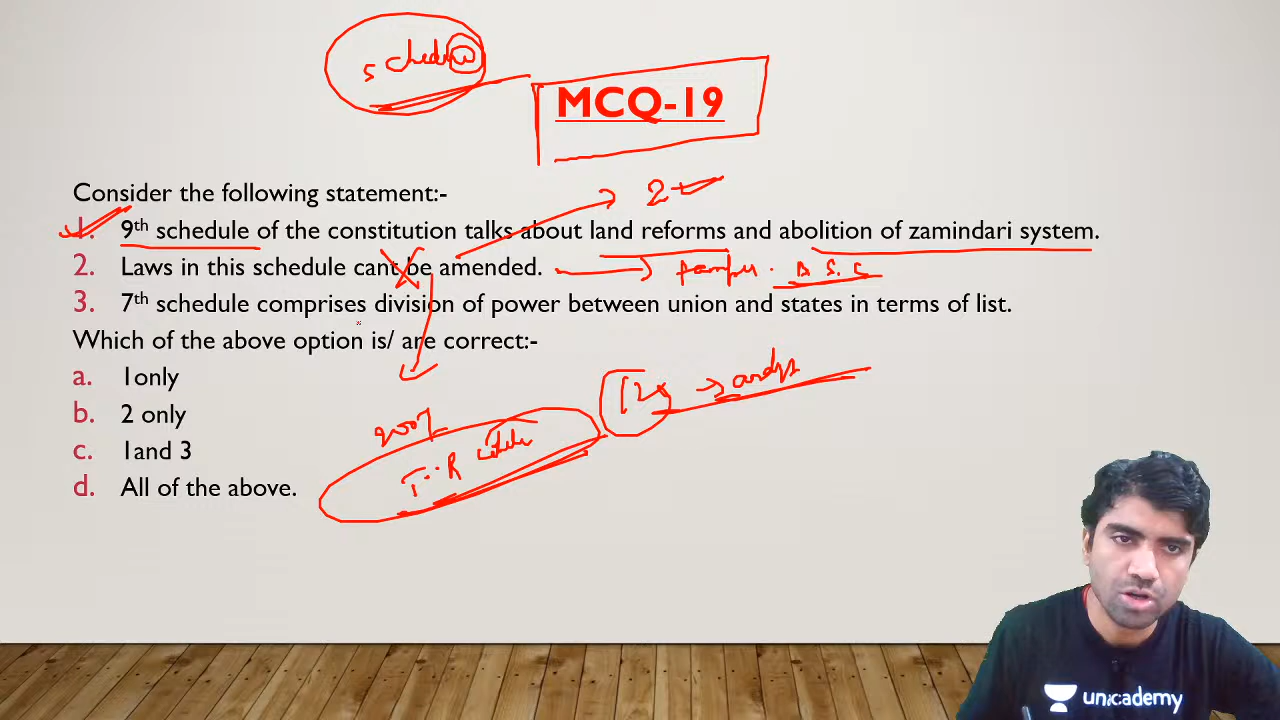 MCQ-19
2
Consider the following statement:-
1. 9th schedule of the constitution talks about land reforms and abolition of zamindari system.
2. Laws in this schedule cant be amended.
3. 7th schedule comprises division of power between union and states in terms of list.
Which of the above option is/ are correct:-
a. 1only
b. 2 only
c. 1and 3
d. All of the above.
2007
unacademy